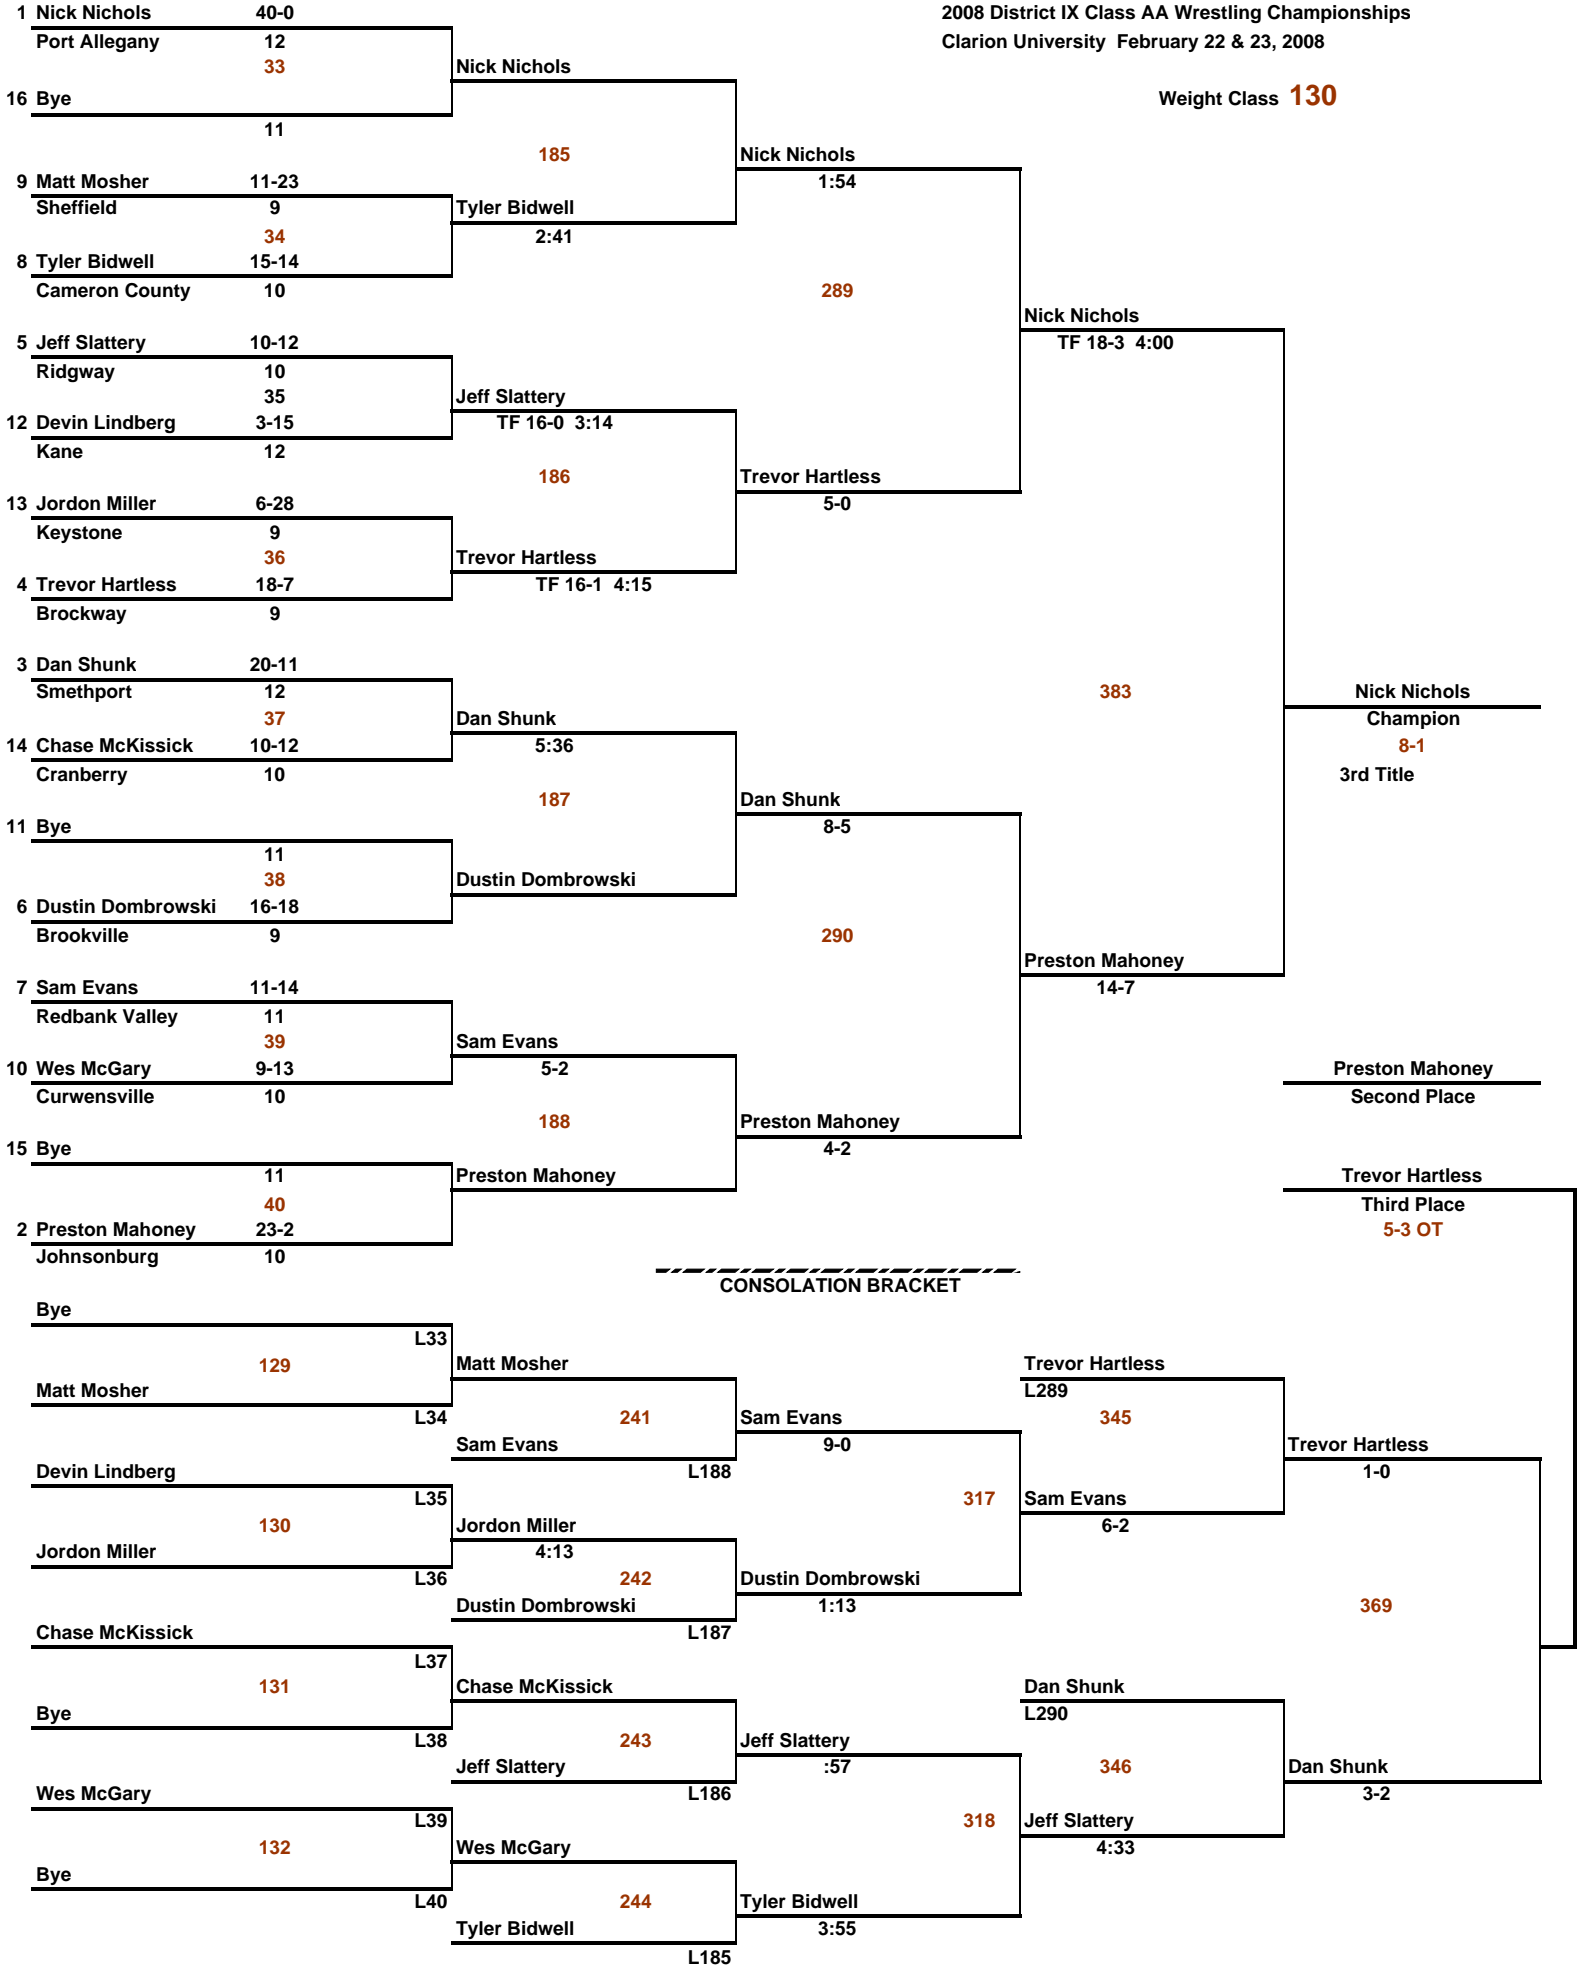 1 Nick Nichols 40-0 2008 District IX Class AA Wrestling Championships
Port Allegany 12 Clarion University February 22 & 23, 2008
33 Nick Nichols
16 Bye Weight Class 130
11
185 Nick Nichols
9 Matt Mosher 11-23 1:54
Sheffield 9 Tyler Bidwell
34 2:41
8 Tyler Bidwell 15-14
Cameron County 10 289
Nick Nichols
5 Jeff Slattery 10-12 TF 18-3 4:00
Ridgway 10
35 Jeff Slattery
12 Devin Lindberg 3-15 TF 16-0 3:14
Kane 12
186 Trevor Hartless
13 Jordon Miller 6-28 5-0
Keystone 9
36 Trevor Hartless
4 Trevor Hartless 18-7 TF 16-1 4:15
Brockway 9
3 Dan Shunk 20-11
Smethport 12 383 Nick Nichols
37 Dan Shunk Champion
14 Chase McKissick 10-12 5:36 8-1
Cranberry 10 3rd Title
187 Dan Shunk
11 Bye 8-5
11
38 Dustin Dombrowski
6 Dustin Dombrowski 16-18
Brookville 9 290
Preston Mahoney
7 Sam Evans 11-14 14-7
Redbank Valley 11
39 Sam Evans
10 Wes McGary 9-13 5-2 Preston Mahoney
Curwensville 10 Second Place
188 Preston Mahoney
15 Bye 4-2
11 Preston Mahoney Trevor Hartless
40 Third Place
2 Preston Mahoney 23-2 5-3 OT
Johnsonburg 10
CONSOLATION BRACKET
Bye
L33
129 Matt Mosher Trevor Hartless
Matt Mosher L289
L34 241 Sam Evans 345
Sam Evans 9-0 Trevor Hartless
Devin Lindberg L188 1-0
L35 317 Sam Evans
130 Jordon Miller 6-2
Jordon Miller 4:13
L36 242 Dustin Dombrowski
Dustin Dombrowski 1:13 369
Chase McKissick L187
L37
131 Chase McKissick Dan Shunk
Bye L290
L38 243 Jeff Slattery
Jeff Slattery :57 346 Dan Shunk
Wes McGary L186 3-2
L39 318 Jeff Slattery
132 Wes McGary 4:33
Bye
L40 244 Tyler Bidwell
Tyler Bidwell 3:55
L185